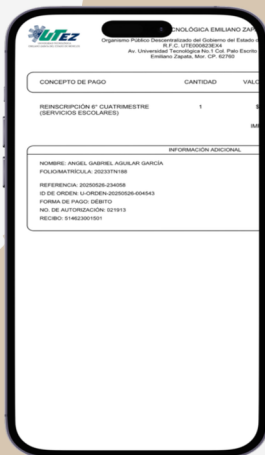 UTEZ
CNOLÓGICA EMILIANO ZAP
Organismo Público Descentralizado del Gobierno del Estado d
R.F.C. UTE000823EX4
Av. Universidad Tecnológica No.1 Col. Palo Escrito
Emiliano Zapata, Mor. CP. 62760
CONCEPTO DE PAGO CANTIDAD VALO
REINSCRIPCIÓN 6° CUATRIMESTRE 1 $
(SERVICIOS ESCOLARES)
IMP
INFORMACIÓN ADICIONAL
NOMBRE: ANGEL GABRIEL AGUILAR GARCÍA
FOLIO/MATRÍCULA: 20233TN188
REFERENCIA: 20250526-234058
ID DE ORDEN: U-ORDEN-20250526-004543
FORMA DE PAGO: DÉBITO
NO. DE AUTORIZACIÓN: 021913
RECIBO: 514623001501